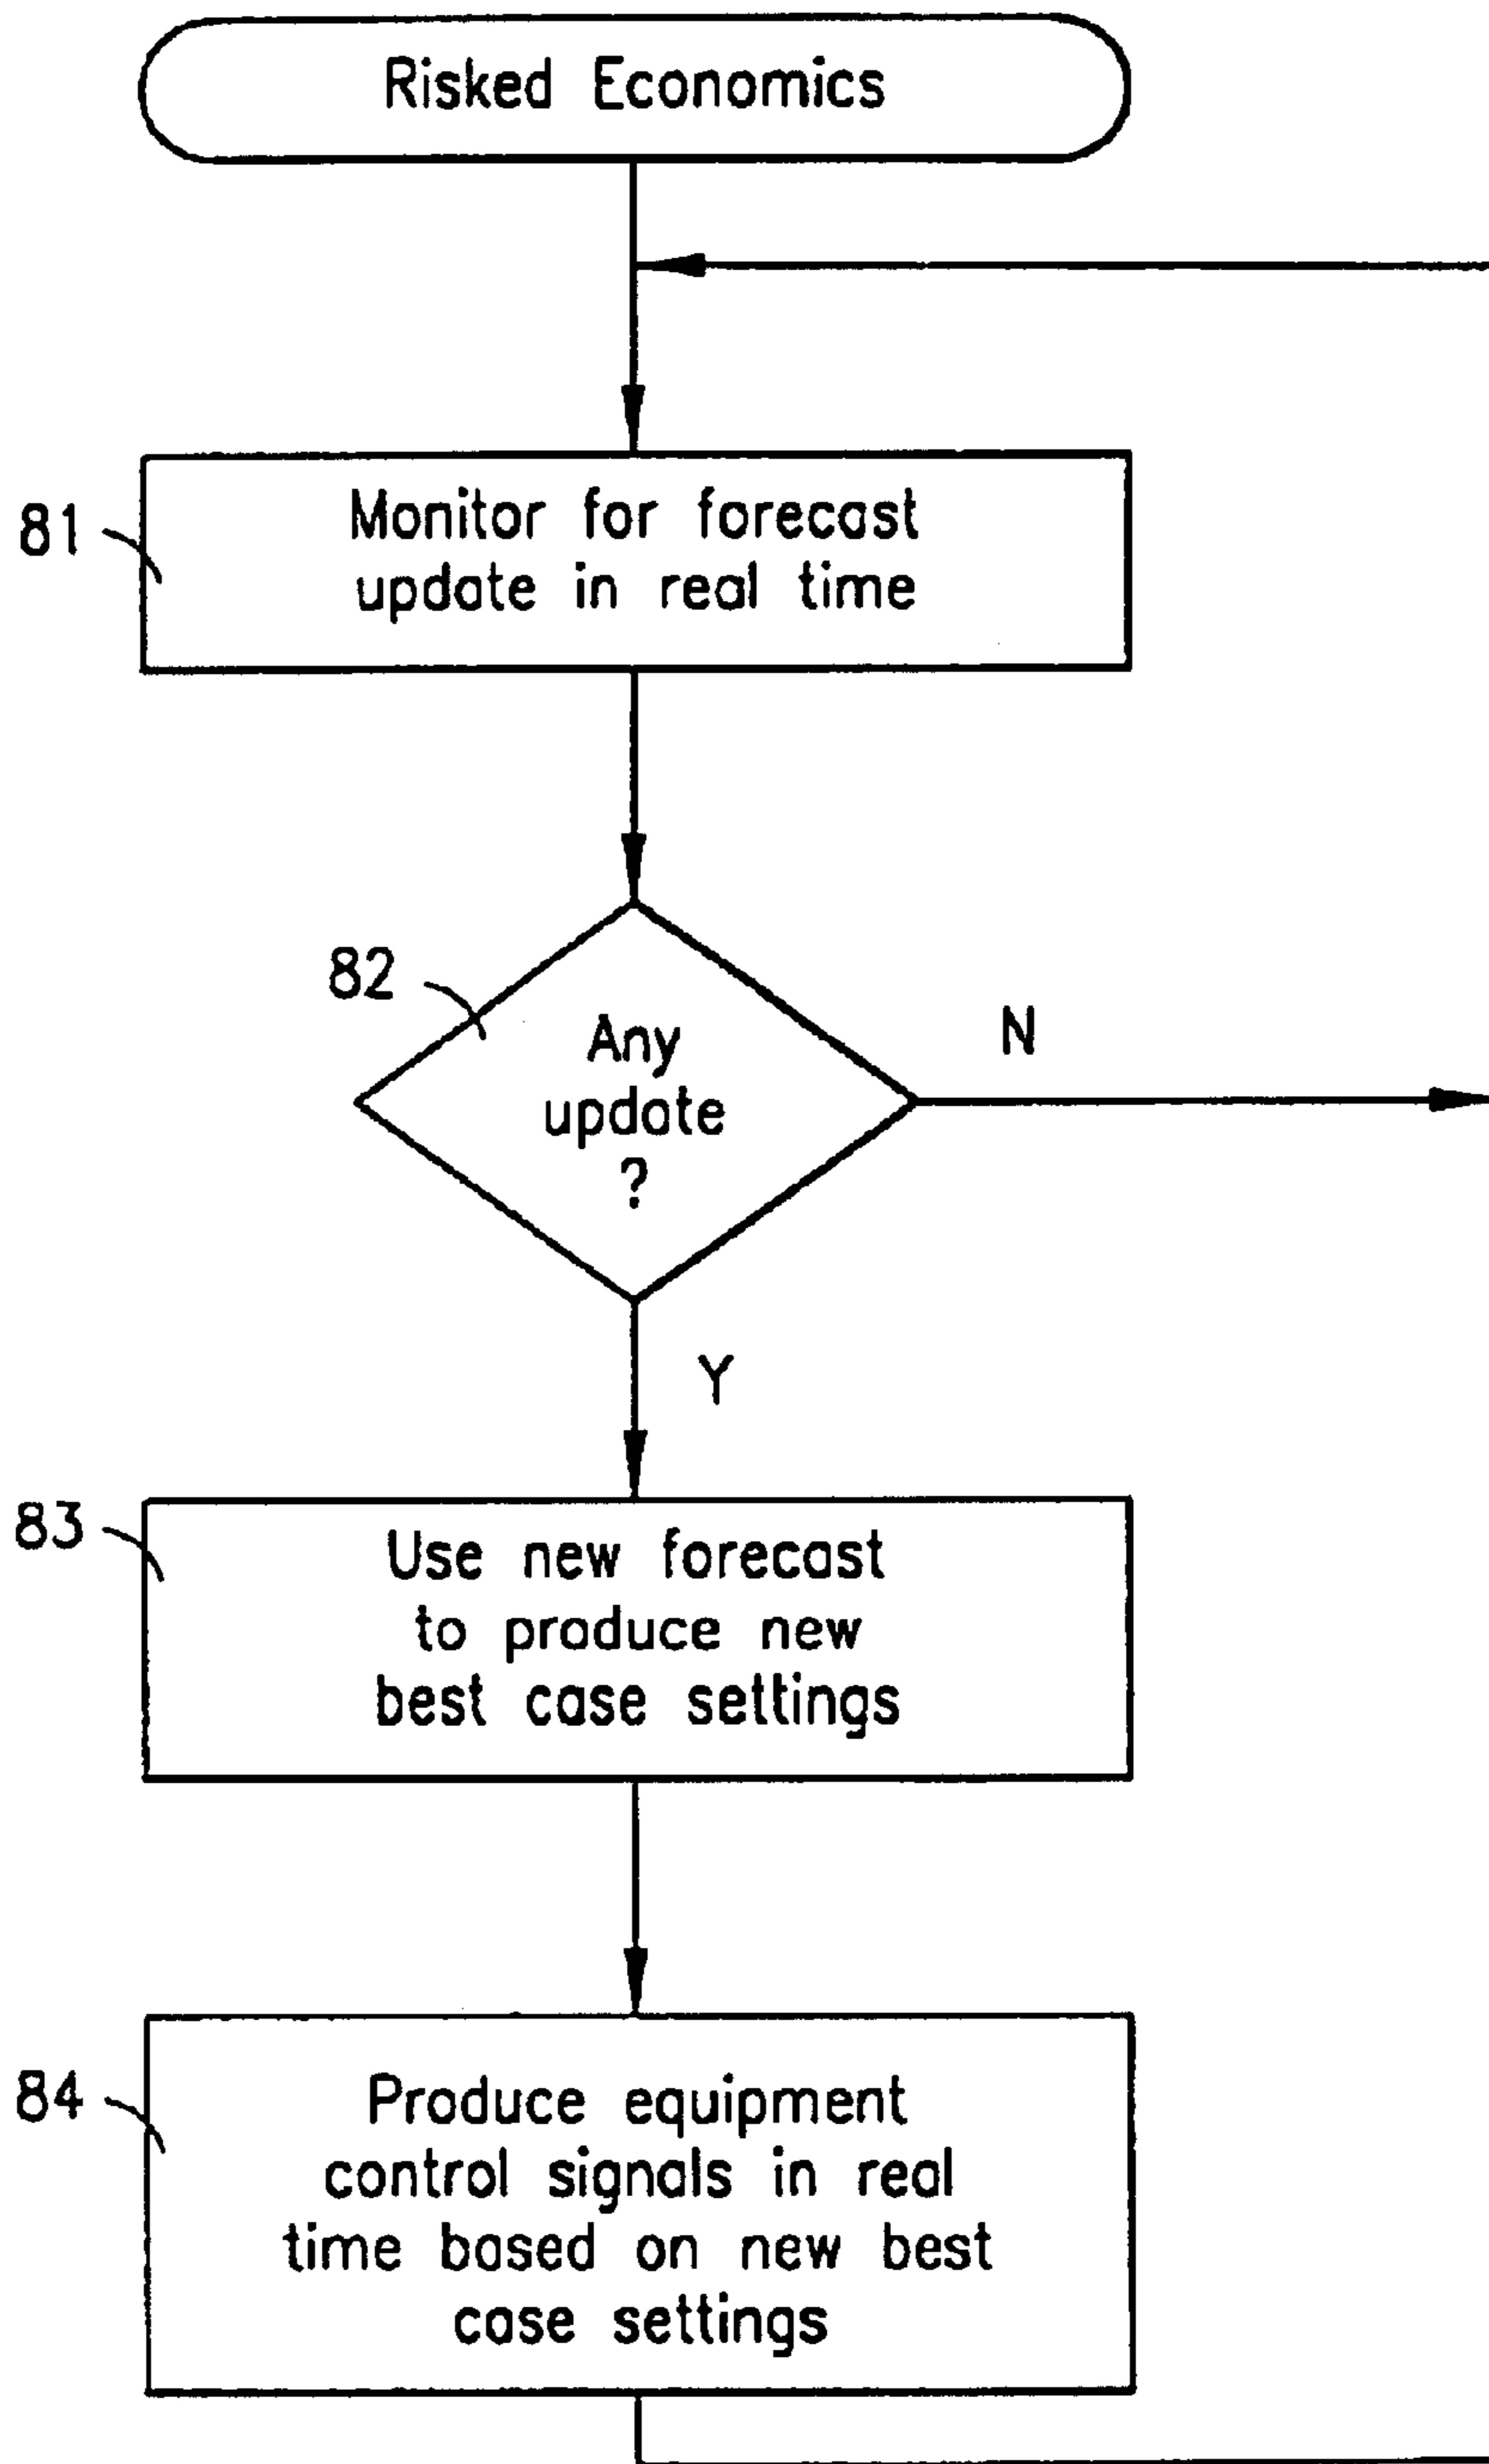 Risked Economics
81
Monitor for forecast
update in real time
82
Any
update
?
N
Y
83
Use new forecast
to produce new
best case settings
84
Produce equipment
control signals in real
time based on new best
case settings